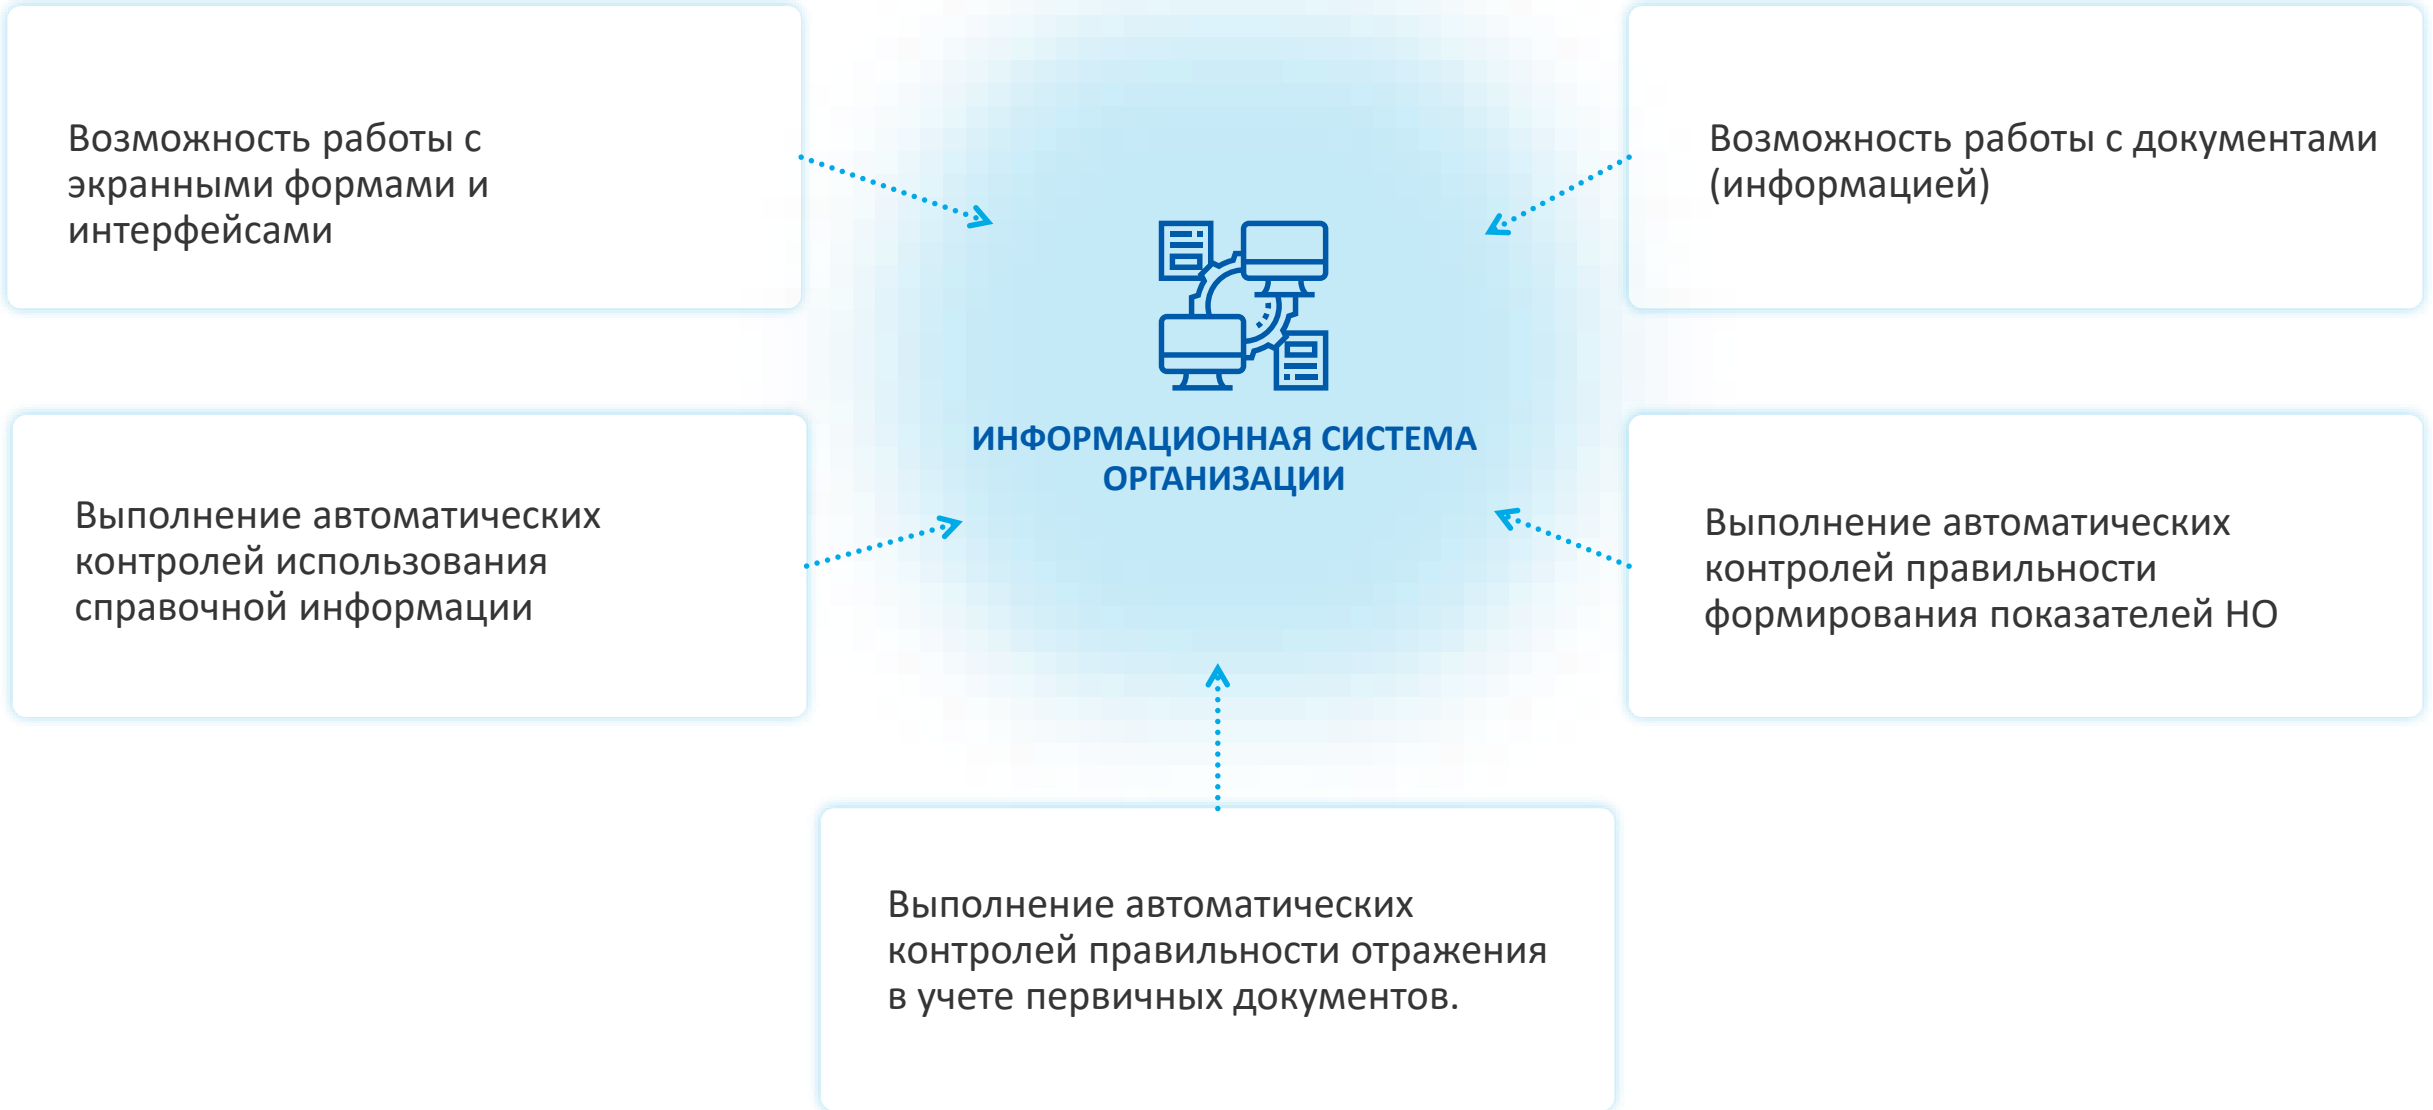 Возможность работы с
экранными формами и
интерфейсами
Возможность работы с документами
(информацией)
ИНФОРМАЦИОННАЯ СИСТЕМА
ОРГАНИЗАЦИИ
Выполнение автоматических
контролей использования
справочной информации
Выполнение автоматических
контролей правильности
формирования показателей НО
Выполнение автоматических
контролей правильности отражения
в учете первичных документов.